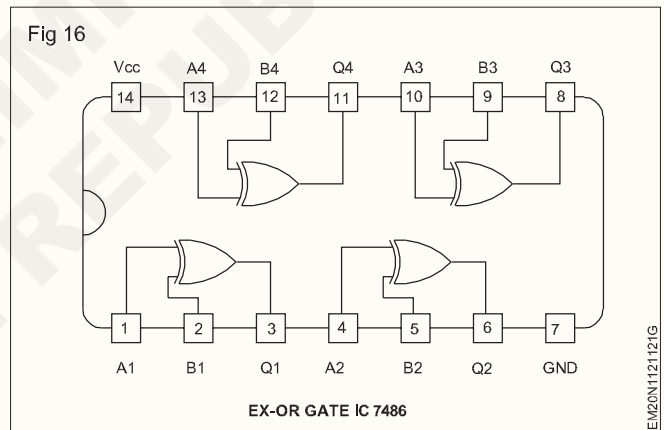 Fig 16
Vcc A4 B4 Q4 A3 B3 Q3
14 13 12 11 10 9 8
1 2 3 4 5 6 7
A1 B1 Q1 A2 B2 Q2 GND
EX-OR GATE IC 7486
EM20N1121121G